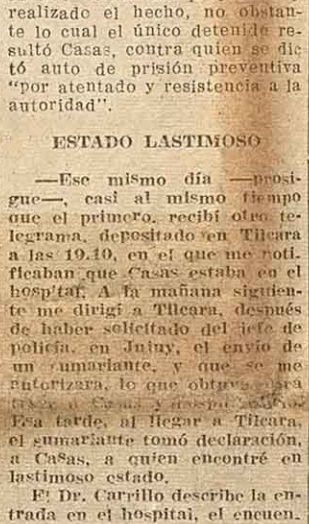 realizado el hecho, no obstan-
te lo cual el único detenido re-
sultó Casas, contra quien se dic
tó auto de prisión preventiva
"por atentado y resistencia a la
autoridad".
ESTADO LASTIMOSO
—Ese mismo día —prosi-
gue—, casi al mismo tiempo
que el primero, recibí otro te-
legrama, depositado en Tilcara
a las 19.10, en el que me noti-
ficaban que Casas estaba en el
hospital. A la mañana siguien-
te me dirigí a Tilcara, después
de haber solicitado del jefe de
policía, en Jujuy, el envío de
un sumariante, y que se me
autorizara, lo que obtuve para
a Casas y
Esa tarde, al llegar a Tilcara,
el sumariante tomó declaración,
a Casas, a quien encontré en
lastimoso estado.
El Dr. Carrillo describe la en-
trada en el hospital, el encuen-